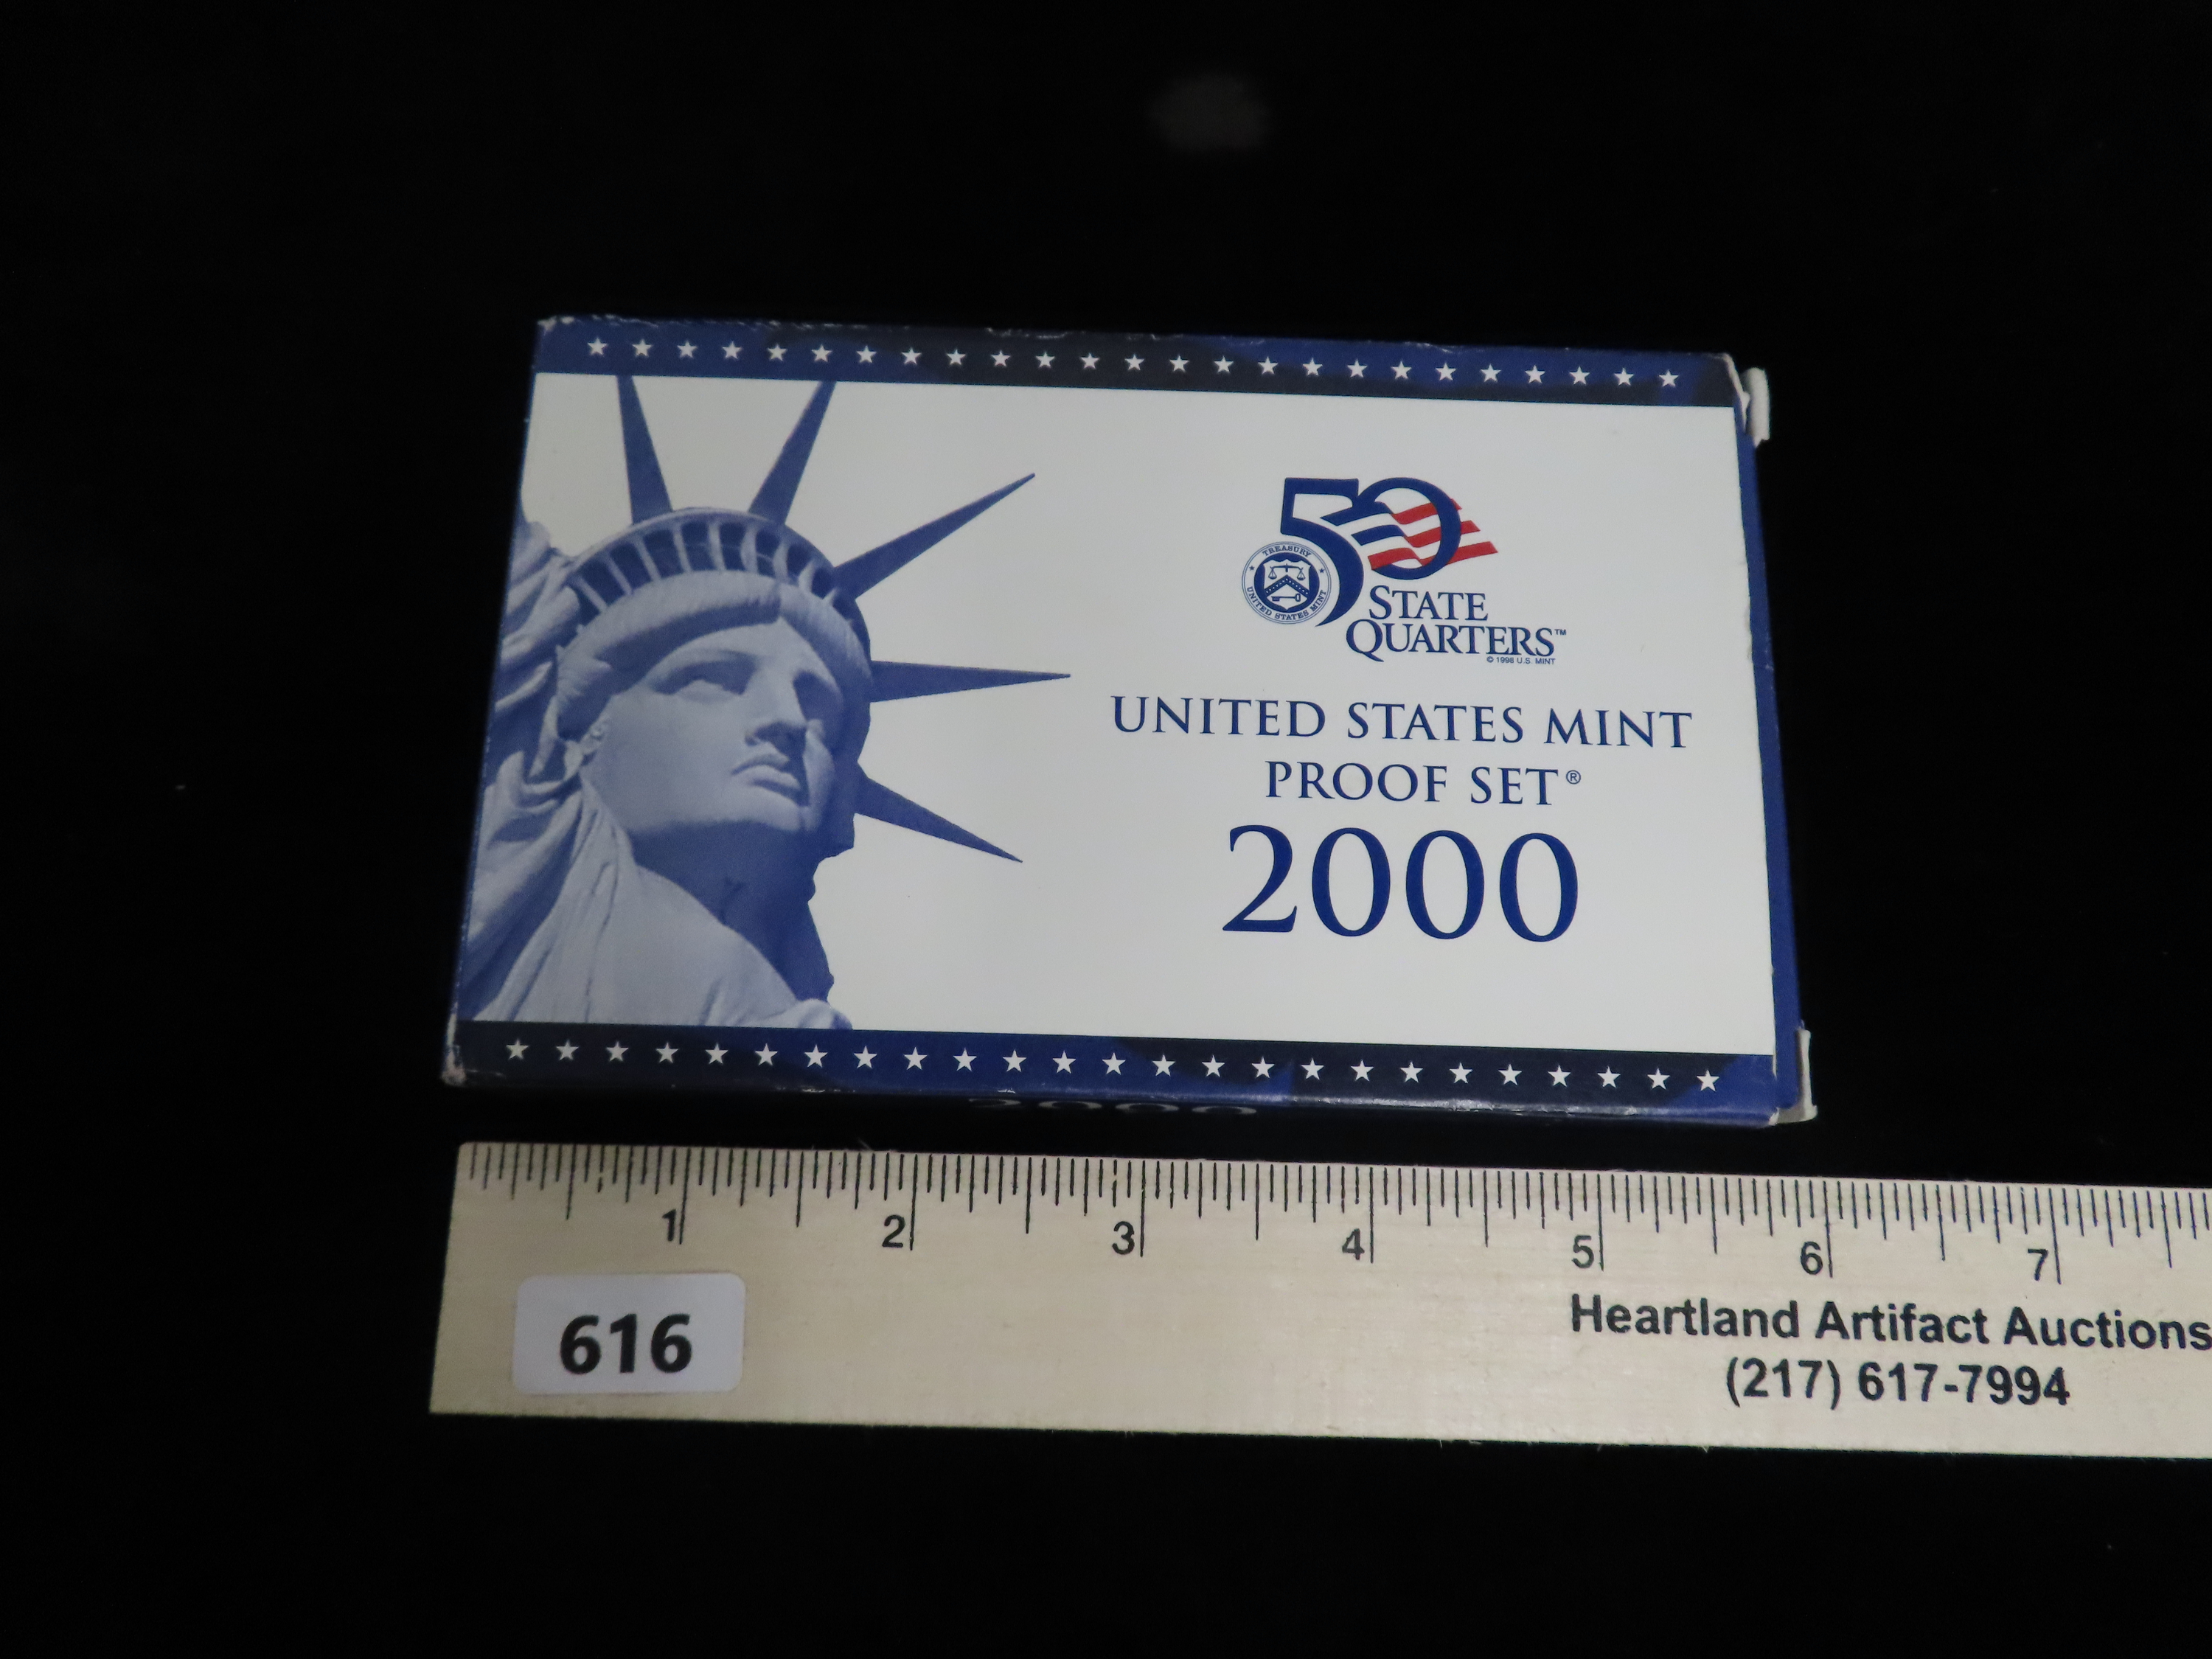 50
STATE
QUARTERS™
© 1998 U.S. MINT
TREASURY
UNITED STATES MINT
UNITED STATES MINT
PROOF SET®
2000
2000
1 2 3 4 5 6 7
616
Heartland Artifact Auctions
(217) 617-7994